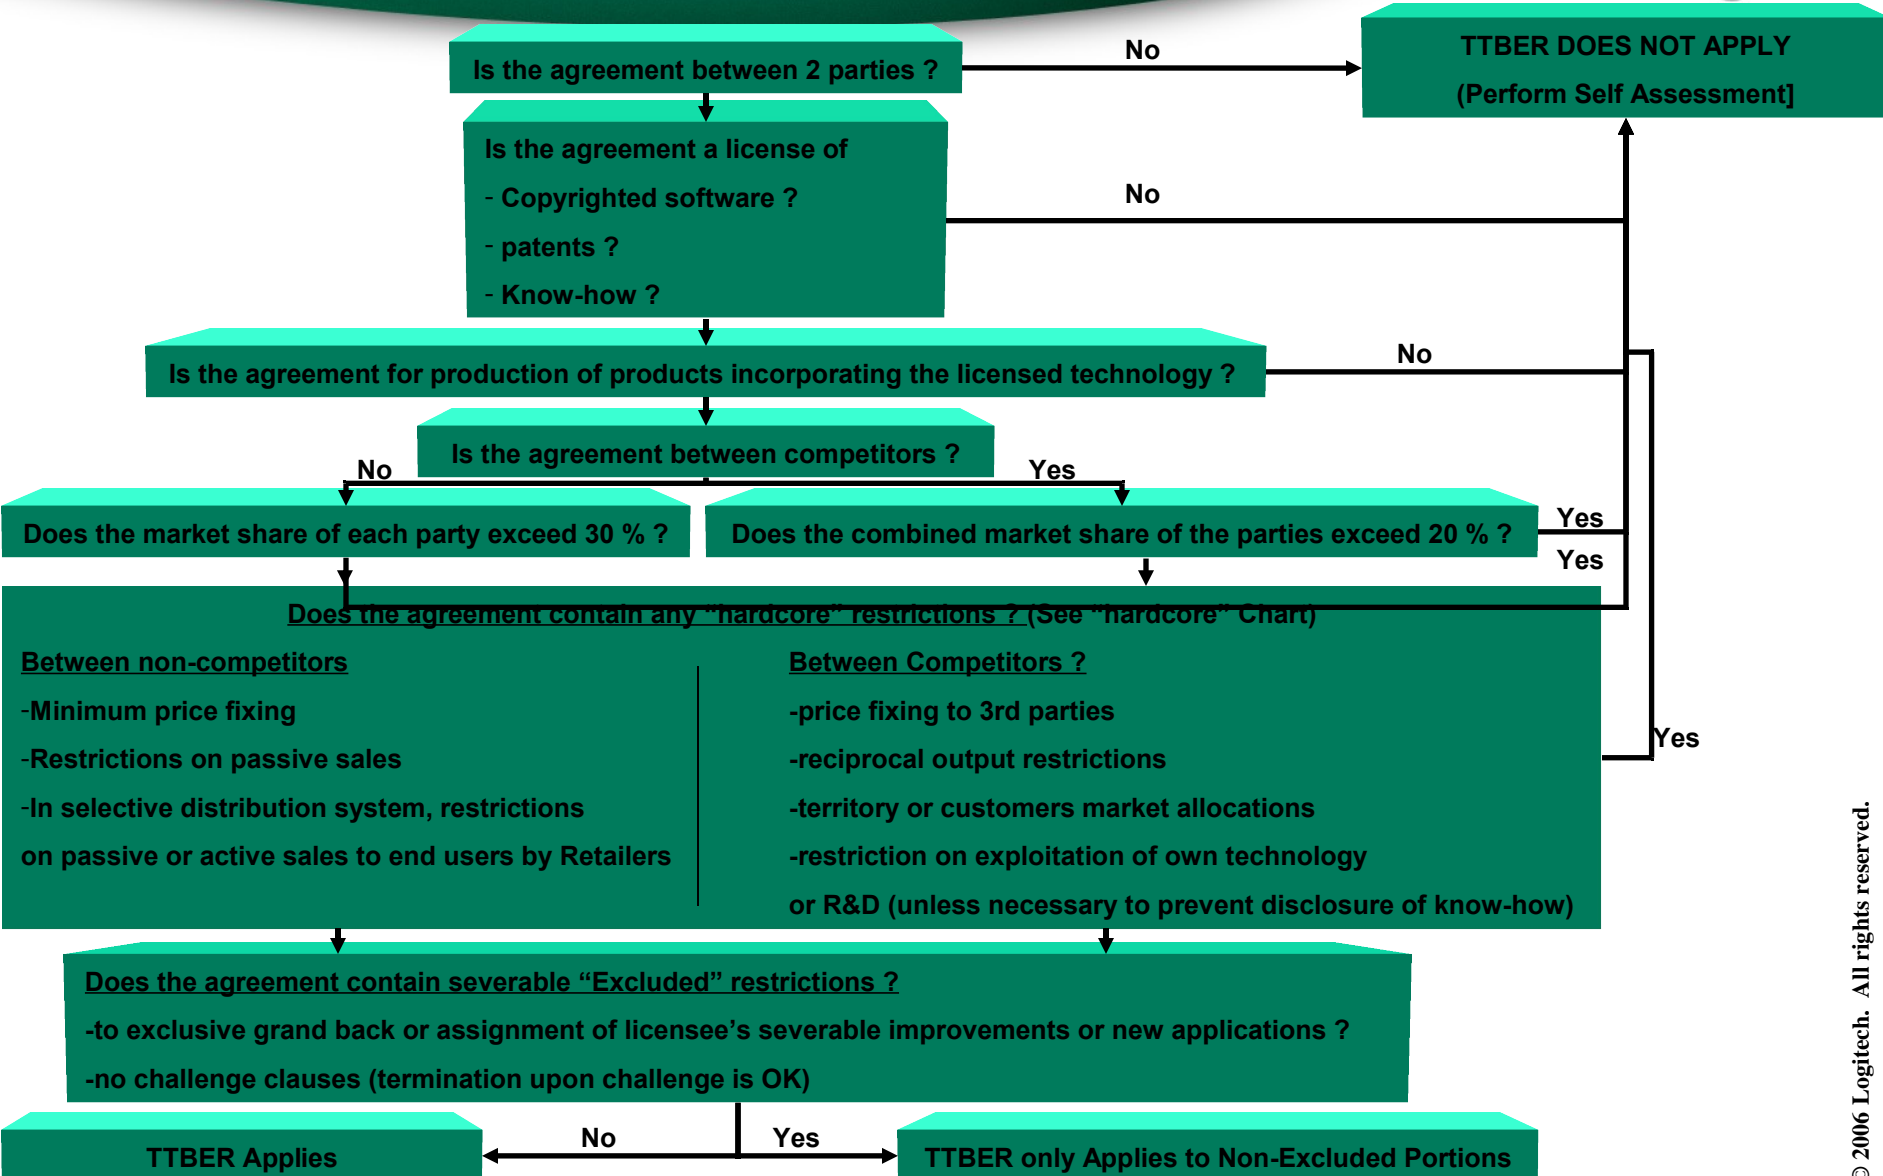 Is the agreement between 2 parties ?
No
TTBER DOES NOT APPLY
(Perform Self Assessment]
Is the agreement a license of
- Copyrighted software ?
- patents ?
- Know-how ?
No
Is the agreement for production of products incorporating the licensed technology ?
No
Is the agreement between competitors ?
No
Yes
Does the market share of each party exceed 30 % ?
Does the combined market share of the parties exceed 20 % ?
Yes
Yes
Does the agreement contain any “hardcore” restrictions ? (See “hardcore” Chart)
Between non-competitors
-Minimum price fixing
-Restrictions on passive sales
-In selective distribution system, restrictions
on passive or active sales to end users by Retailers
Between Competitors ?
-price fixing to 3rd parties
-reciprocal output restrictions
-territory or customers market allocations
-restriction on exploitation of own technology
or R&D (unless necessary to prevent disclosure of know-how)
Yes
Does the agreement contain severable “Excluded” restrictions ?
-to exclusive grand back or assignment of licensee’s severable improvements or new applications ?
-no challenge clauses (termination upon challenge is OK)
No
Yes
TTBER Applies
TTBER only Applies to Non-Excluded Portions
© 2006 Logitech. All rights reserved.